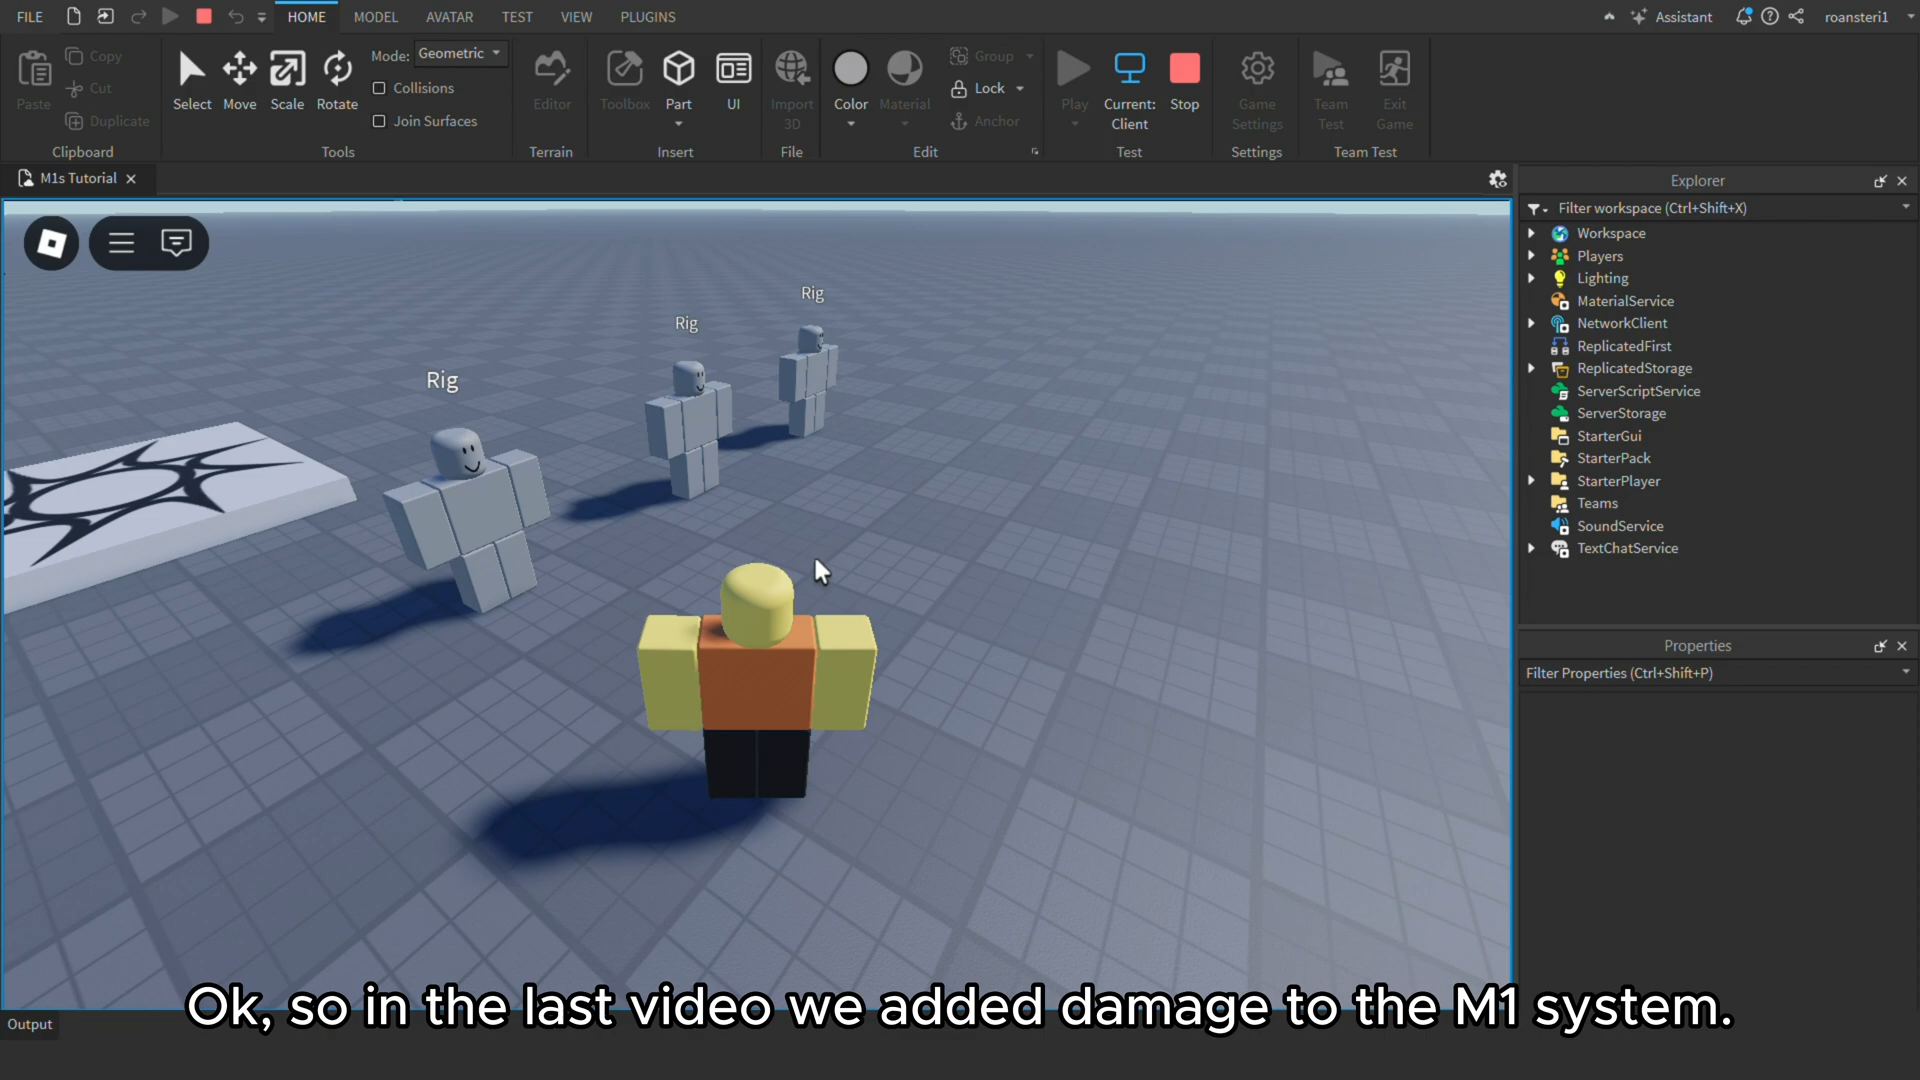 FILE
HOME
MODEL
AVATAR
TEST
VIEW
PLUGINS
Assistant
roansteri1
Paste
Copy
Cut
Duplicate
Clipboard
Select
Move
Scale
Rotate
Mode:
Geometric
Collisions
Join Surfaces
Tools
Editor
Terrain
Toolbox
Part
UI
Insert
Import
3D
File
Color
Material
Group
Lock
Anchor
Edit
Play
Current:
Client
Stop
Test
Game
Settings
Settings
Team
Test
Exit
Game
Team Test
M1s Tutorial
Rig
Rig
Rig
Explorer
Filter workspace (Ctrl+Shift+X)
Workspace
Players
Lighting
MaterialService
NetworkClient
ReplicatedFirst
ReplicatedStorage
ServerScriptService
ServerStorage
StarterGui
StarterPack
StarterPlayer
Teams
SoundService
TextChatService
Properties
Filter Properties (Ctrl+Shift+P)
Ok, so in the last video we added damage to the M1 system.
Output